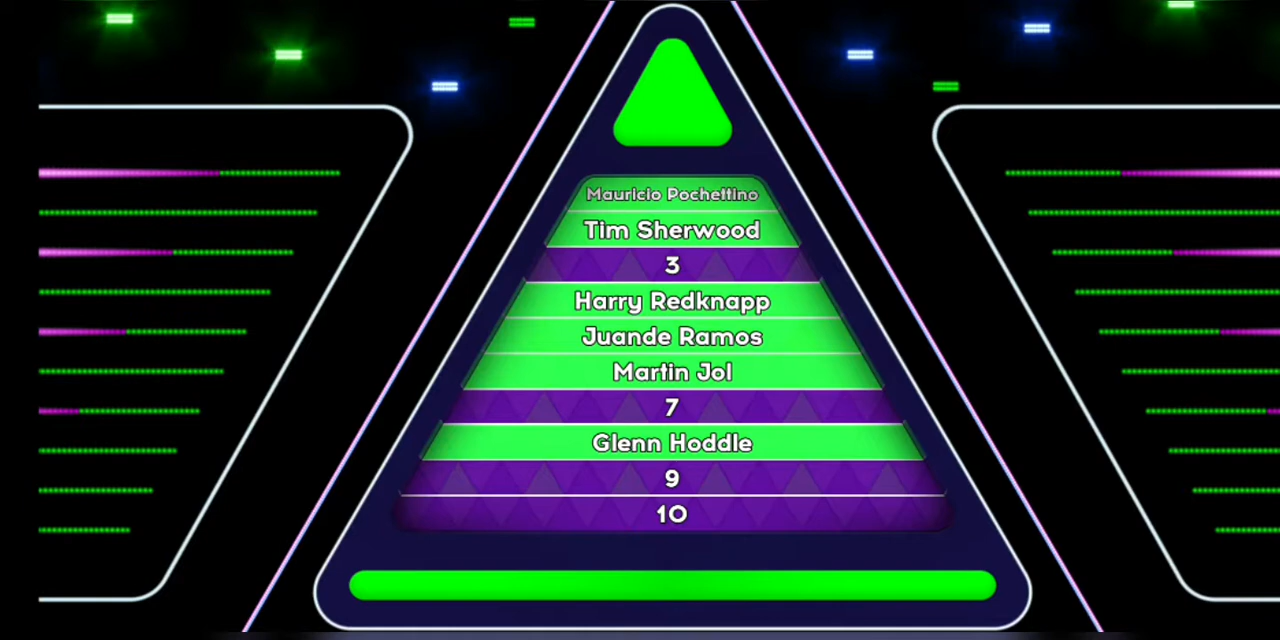 Mauricio Pochettino
Tim Sherwood
3
Harry Redknapp
Juande Ramos
Martin Jol
7
Glenn Hoddle
9
10